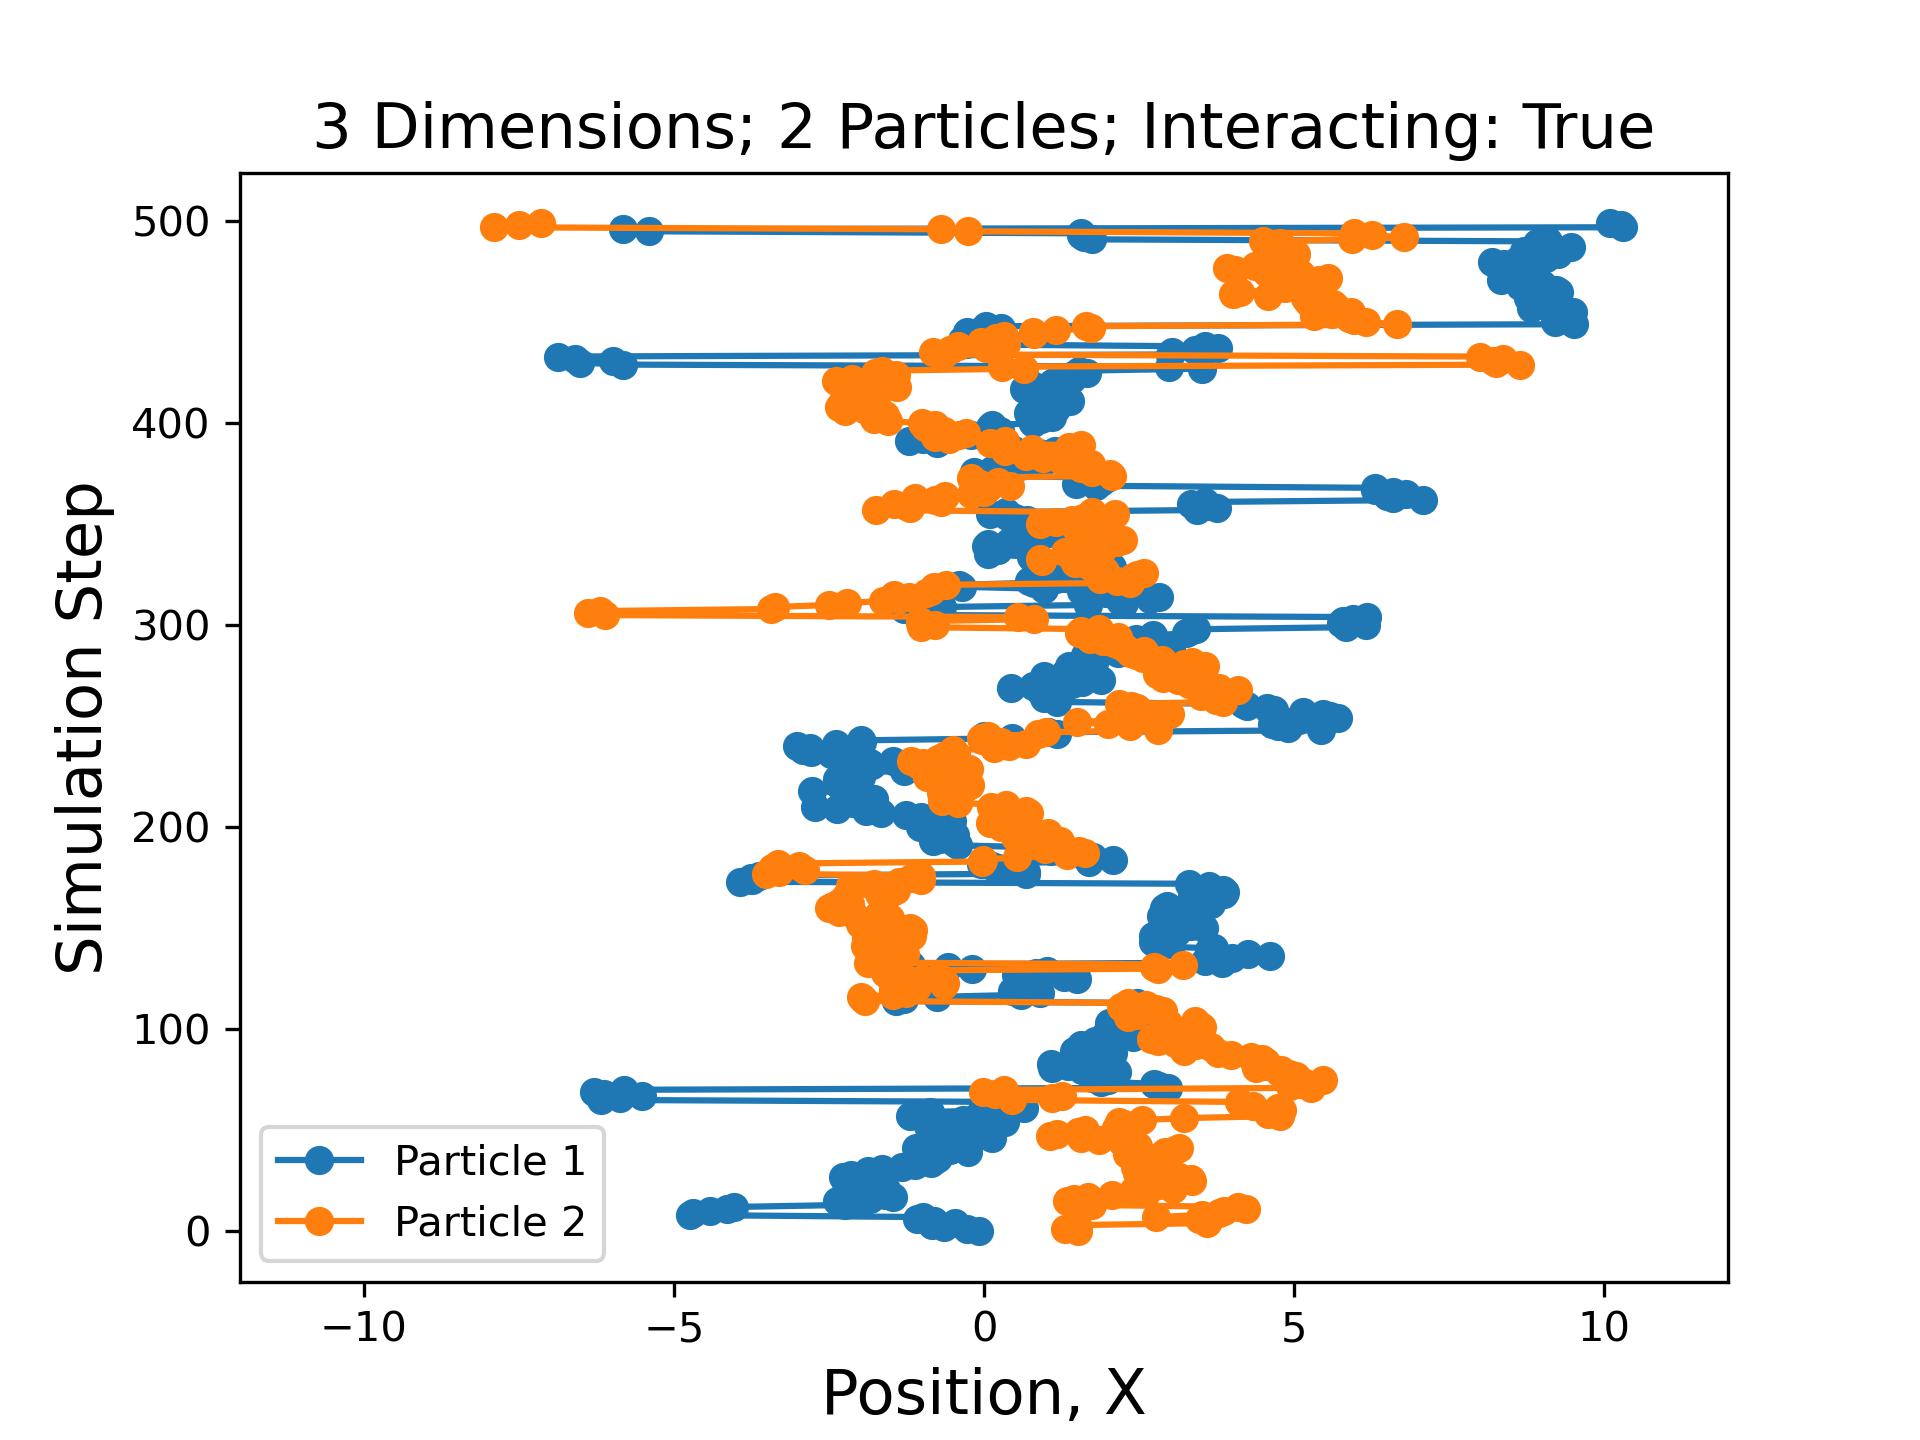 3 Dimensions; 2 Particles; Interacting: True
Simulation Step
500
400
300
200
100
0
Particle 1
Particle 2
−10
−5
0
5
10
Position, X